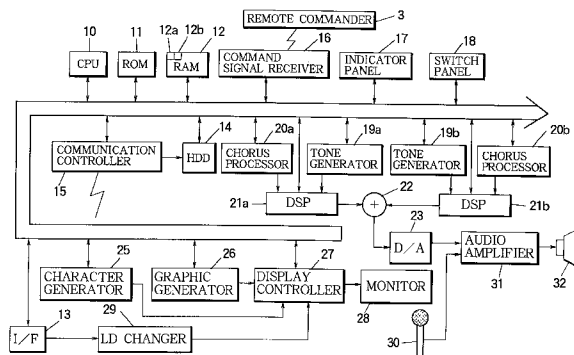 REMOTE COMMANDER 3
10 11 12a 12b 12 16 17 18
CPU
ROM
RAM
COMMAND
SIGNAL RECEIVER
INDICATOR
PANEL
SWITCH
PANEL
COMMUNICATION
CONTROLLER
15
HDD
14
20a
CHORUS
PROCESSOR
19a
TONE
GENERATOR
19b
TONE
GENERATOR
20b
CHORUS
PROCESSOR
21a
DSP
22
+
DSP
21b
23
D/A
AUDIO
AMPLIFIER
31
32
25
CHARACTER
GENERATOR
26
GRAPHIC
GENERATOR
27
DISPLAY
CONTROLLER
MONITOR
28
13
I/F
29
LD CHANGER
30